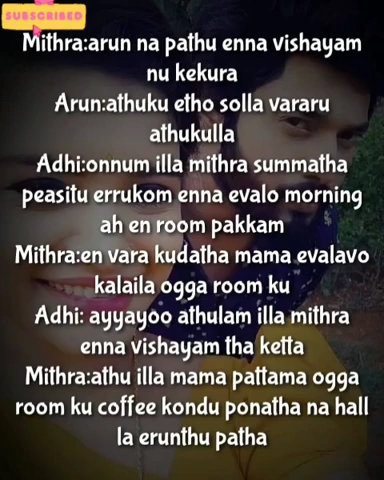 SUBSCRIBED
Mithra:arun na pathu enna vishayam
nu kekura
Arun:athuku etho solla vararu
athukulla
Adhi:onnum illa mithra summatha
peasitu errukom enna evalo morning
ah en room pakkam
Mithra:en vara kudatha mama evalavo
kalaila ogga room ku
Adhi: ayyayoo athulam illa mithra
enna vishayam tha ketta
Mithra:athu illa mama pattama ogga
room ku coffee kondu ponatha na hall
la erunthu patha